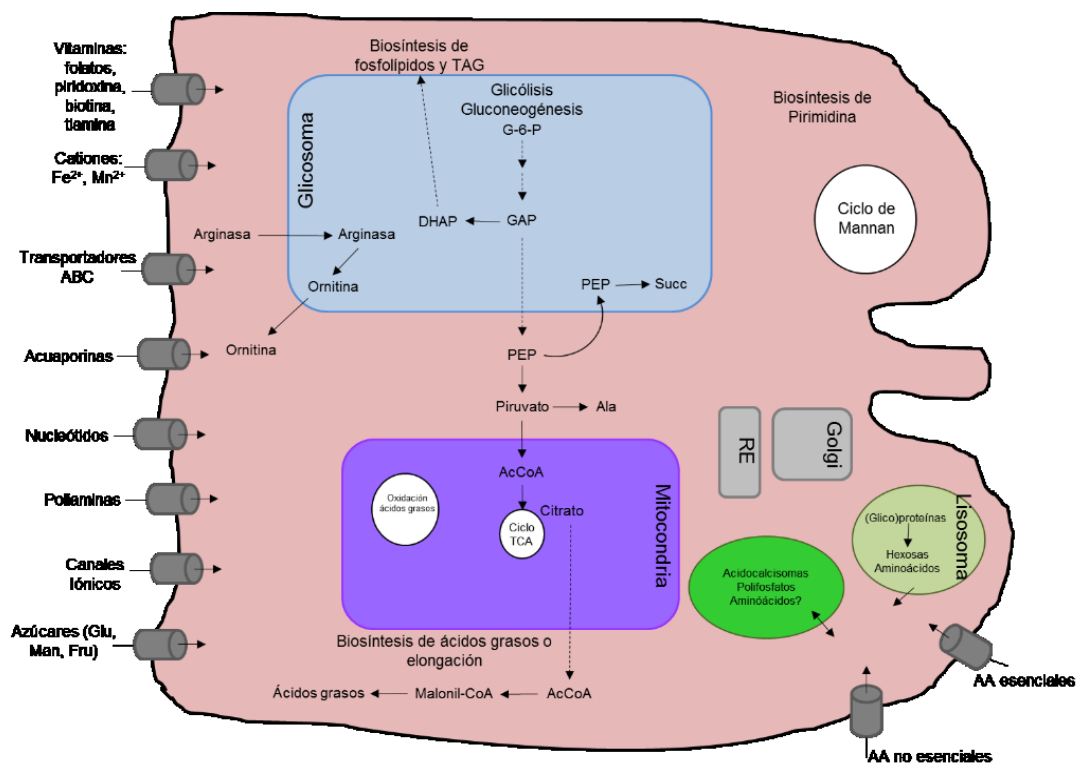 Vitaminas:
folatos,
piridoxina,
biotina,
tiamina
Cationes:
Fe²⁺, Mn²⁺
Transportadores
ABC
Acuaporinas
Nucleótidos
Poliaminas
Canales
Iónicos
Azúcares (Glu,
Man, Fru)
Biosíntesis de
fosfolípidos y TAG
Glicosoma
Glicólisis
Gluconeogénesis
G-6-P
DHAP
GAP
Arginasa
Arginasa
Ornitina
Ornitina
PEP
Succ
PEP
Piruvato
Ala
Biosíntesis de
Pirimidina
Ciclo de
Mannan
RE
Golgi
Mitocondria
AcCoA
Oxidación
ácidos grasos
Citrato
Ciclo
TCA
Biosíntesis de ácidos grasos o
elongación
Ácidos grasos
Malonil-CoA
AcCoA
Lisosoma
(Glico)proteínas
Hexosas
Aminoácidos
Acidocalcisomas
Polifosfatos
Aminóácidos?
AA esenciales
AA no esenciales